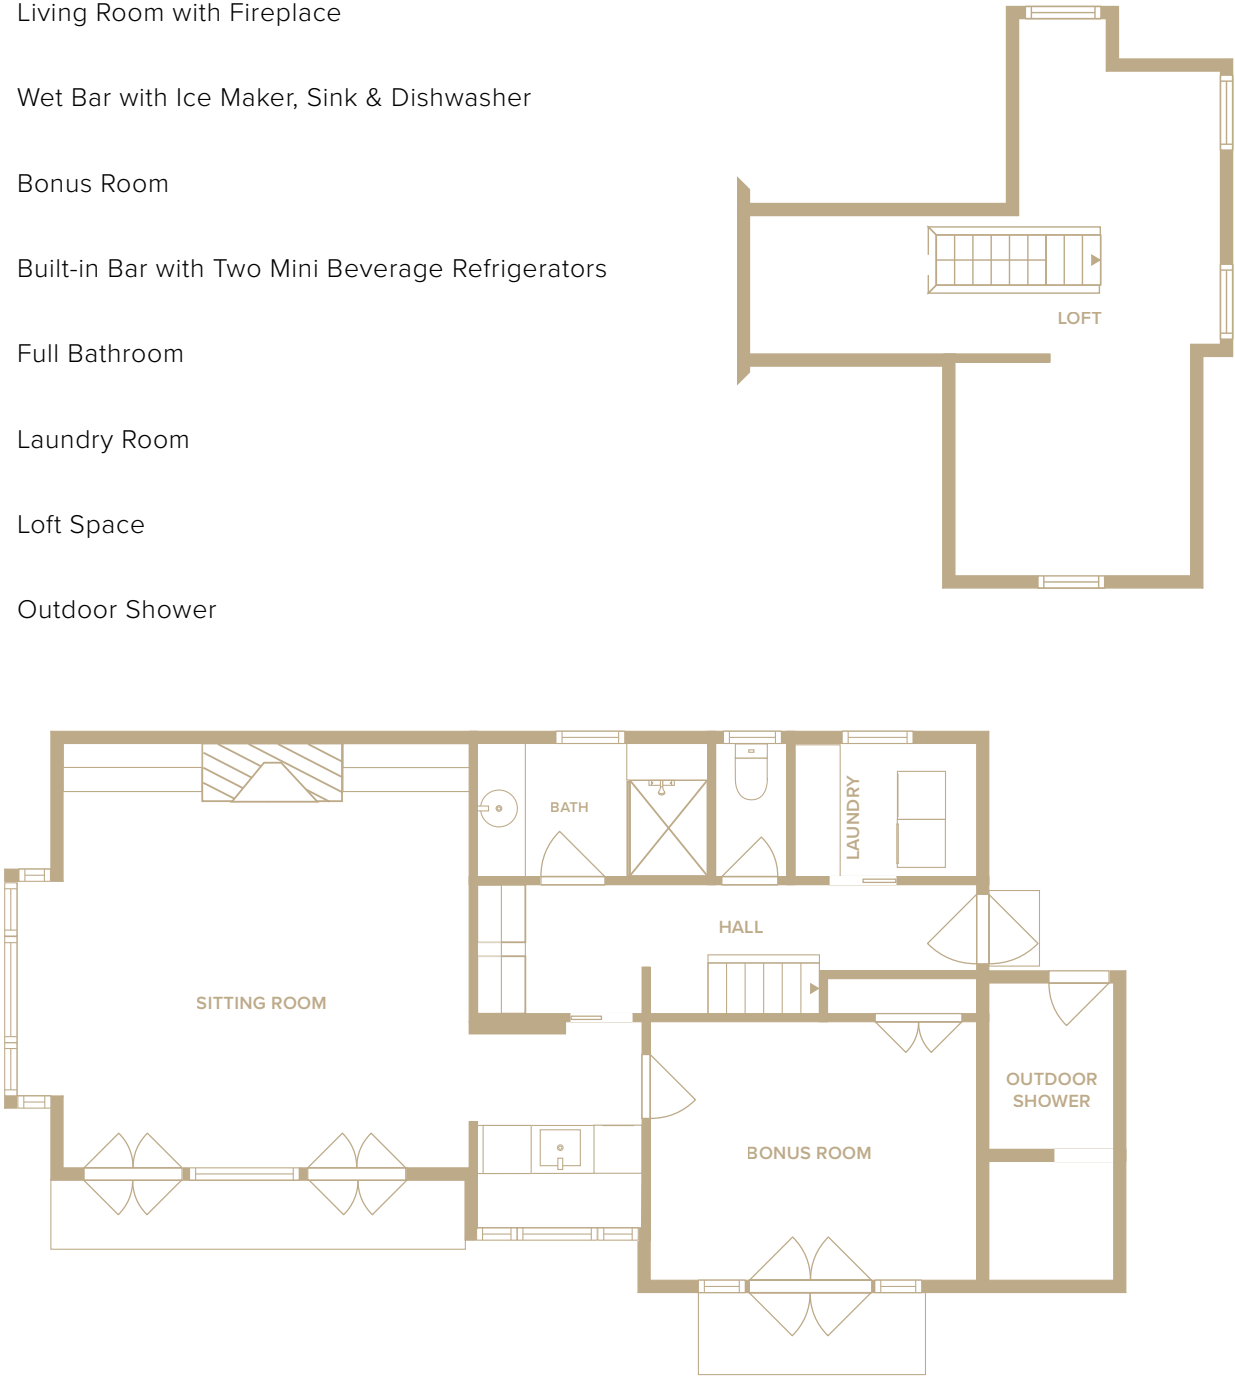 Living Room with Fireplace
Wet Bar with Ice Maker, Sink & Dishwasher
Bonus Room
Built-in Bar with Two Mini Beverage Refrigerators
Full Bathroom
Laundry Room
Loft Space
Outdoor Shower
LOFT
BATH
LAUNDRY
HALL
SITTING ROOM
OUTDOOR
SHOWER
BONUS ROOM